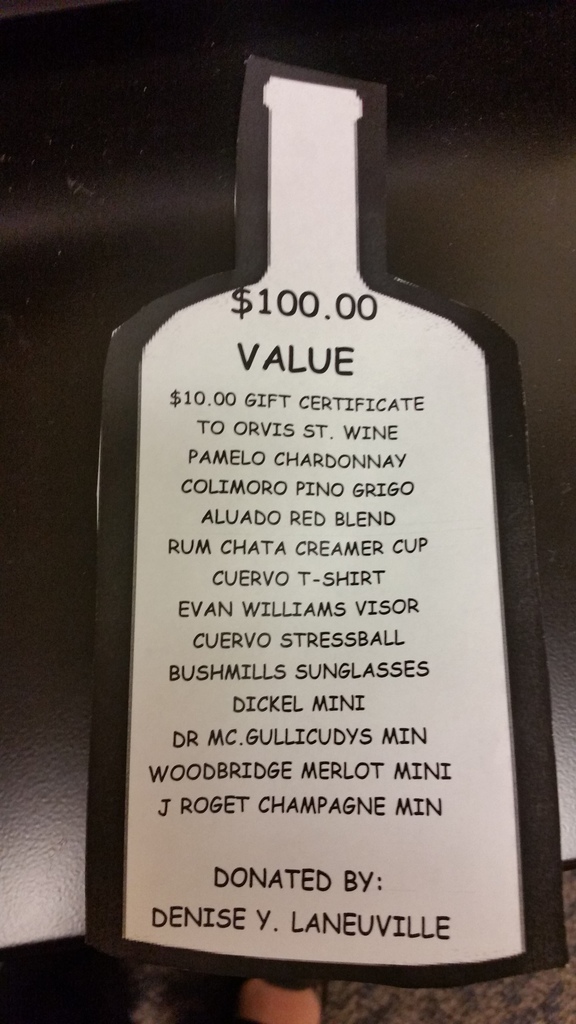 $100.00
VALUE
$10.00 GIFT CERTIFICATE
TO ORVIS ST. WINE
PAMELO CHARDONNAY
COLIMORO PINO GRIGO
ALUADO RED BLEND
RUM CHATA CREAMER CUP
CUERVO T-SHIRT
EVAN WILLIAMS VISOR
CUERVO STRESSBALL
BUSHMILLS SUNGLASSES
DICKEL MINI
DR MC.GULLICUDYS MIN
WOODBRIDGE MERLOT MINI
J ROGET CHAMPAGNE MIN
DONATED BY:
DENISE Y. LANEUVILLE